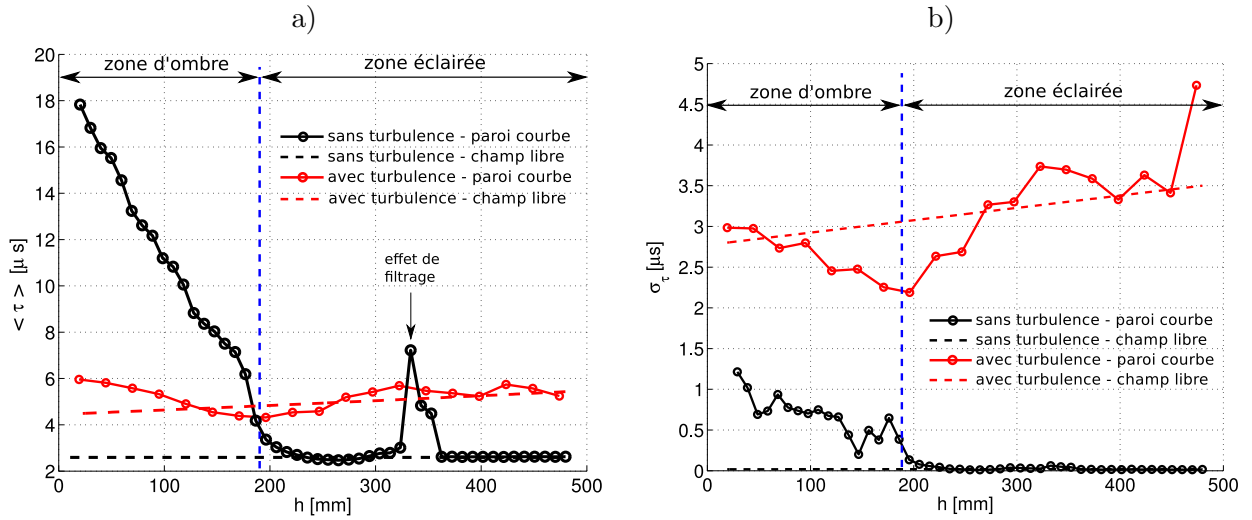 a)
20
18
16
14
12
10
8
6
4
2
0
100
200
300
400
500
< τ > [μ s]
h [mm]
zone d'ombre
zone éclairée
sans turbulence - paroi courbe
sans turbulence - champ libre
avec turbulence - paroi courbe
avec turbulence - champ libre
effet de
filtrage
b)
5
4.5
4
3.5
3
2.5
2
1.5
1
0.5
0
0
100
200
300
400
500
στ [μs]
h [mm]
zone d'ombre
zone éclairée
sans turbulence - paroi courbe
sans turbulence - champ libre
avec turbulence - paroi courbe
avec turbulence - champ libre